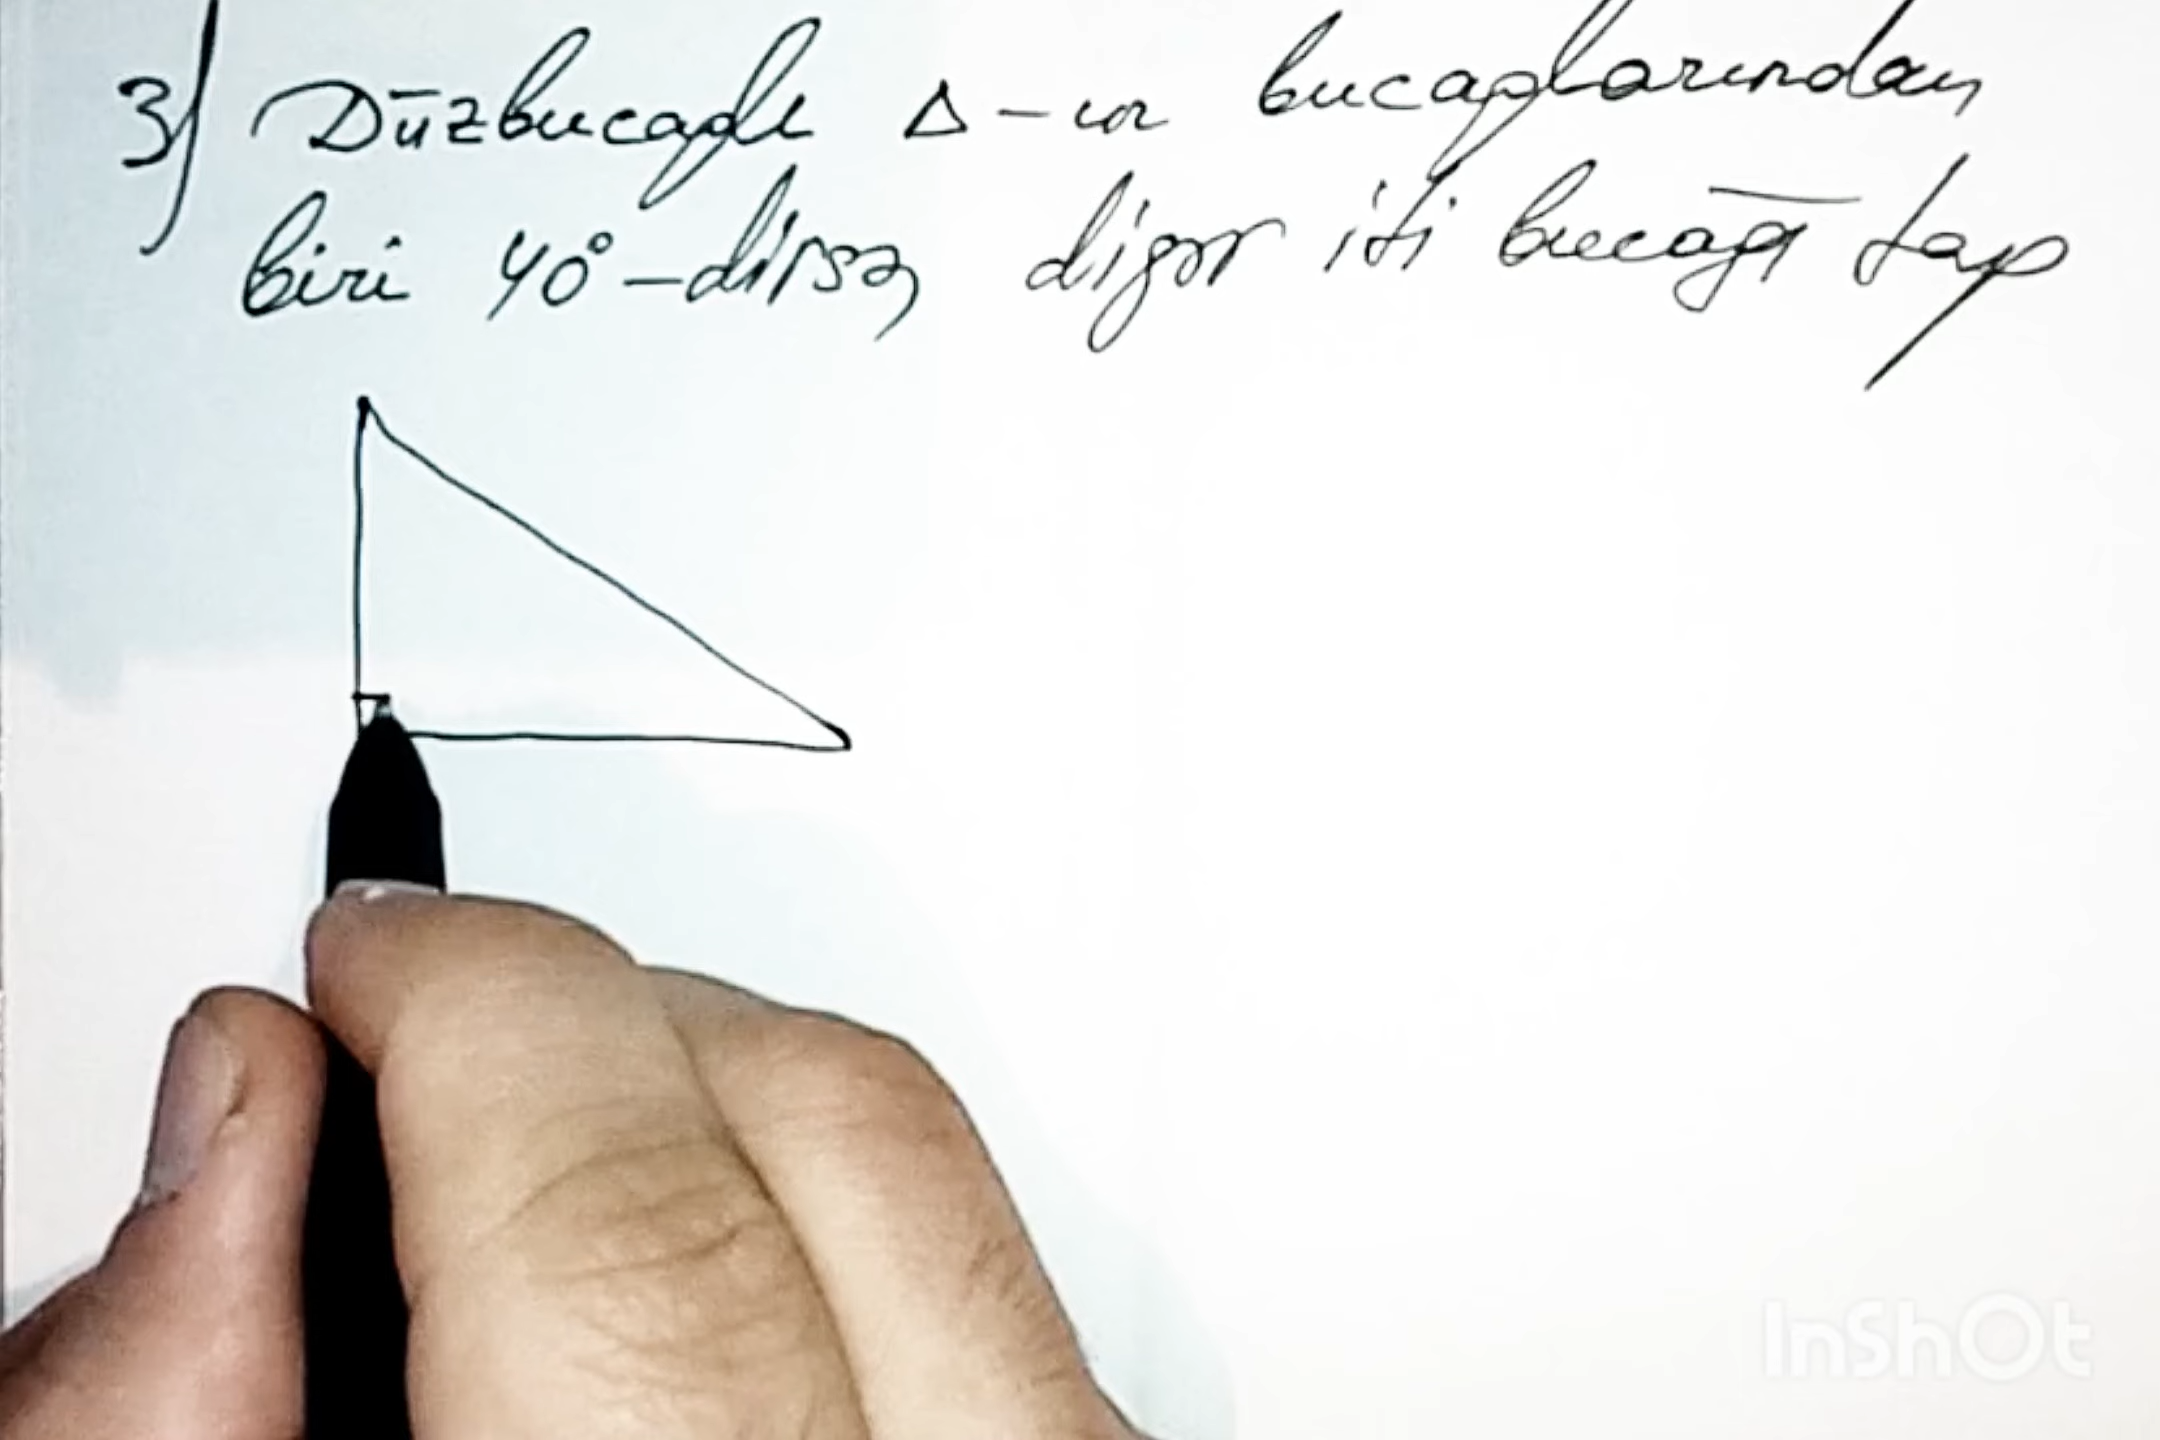 3) Düzbucaqlı Δ-ın bucaqlarından
biri 40°-dirsə, digər iti bucağı tap
InShOt